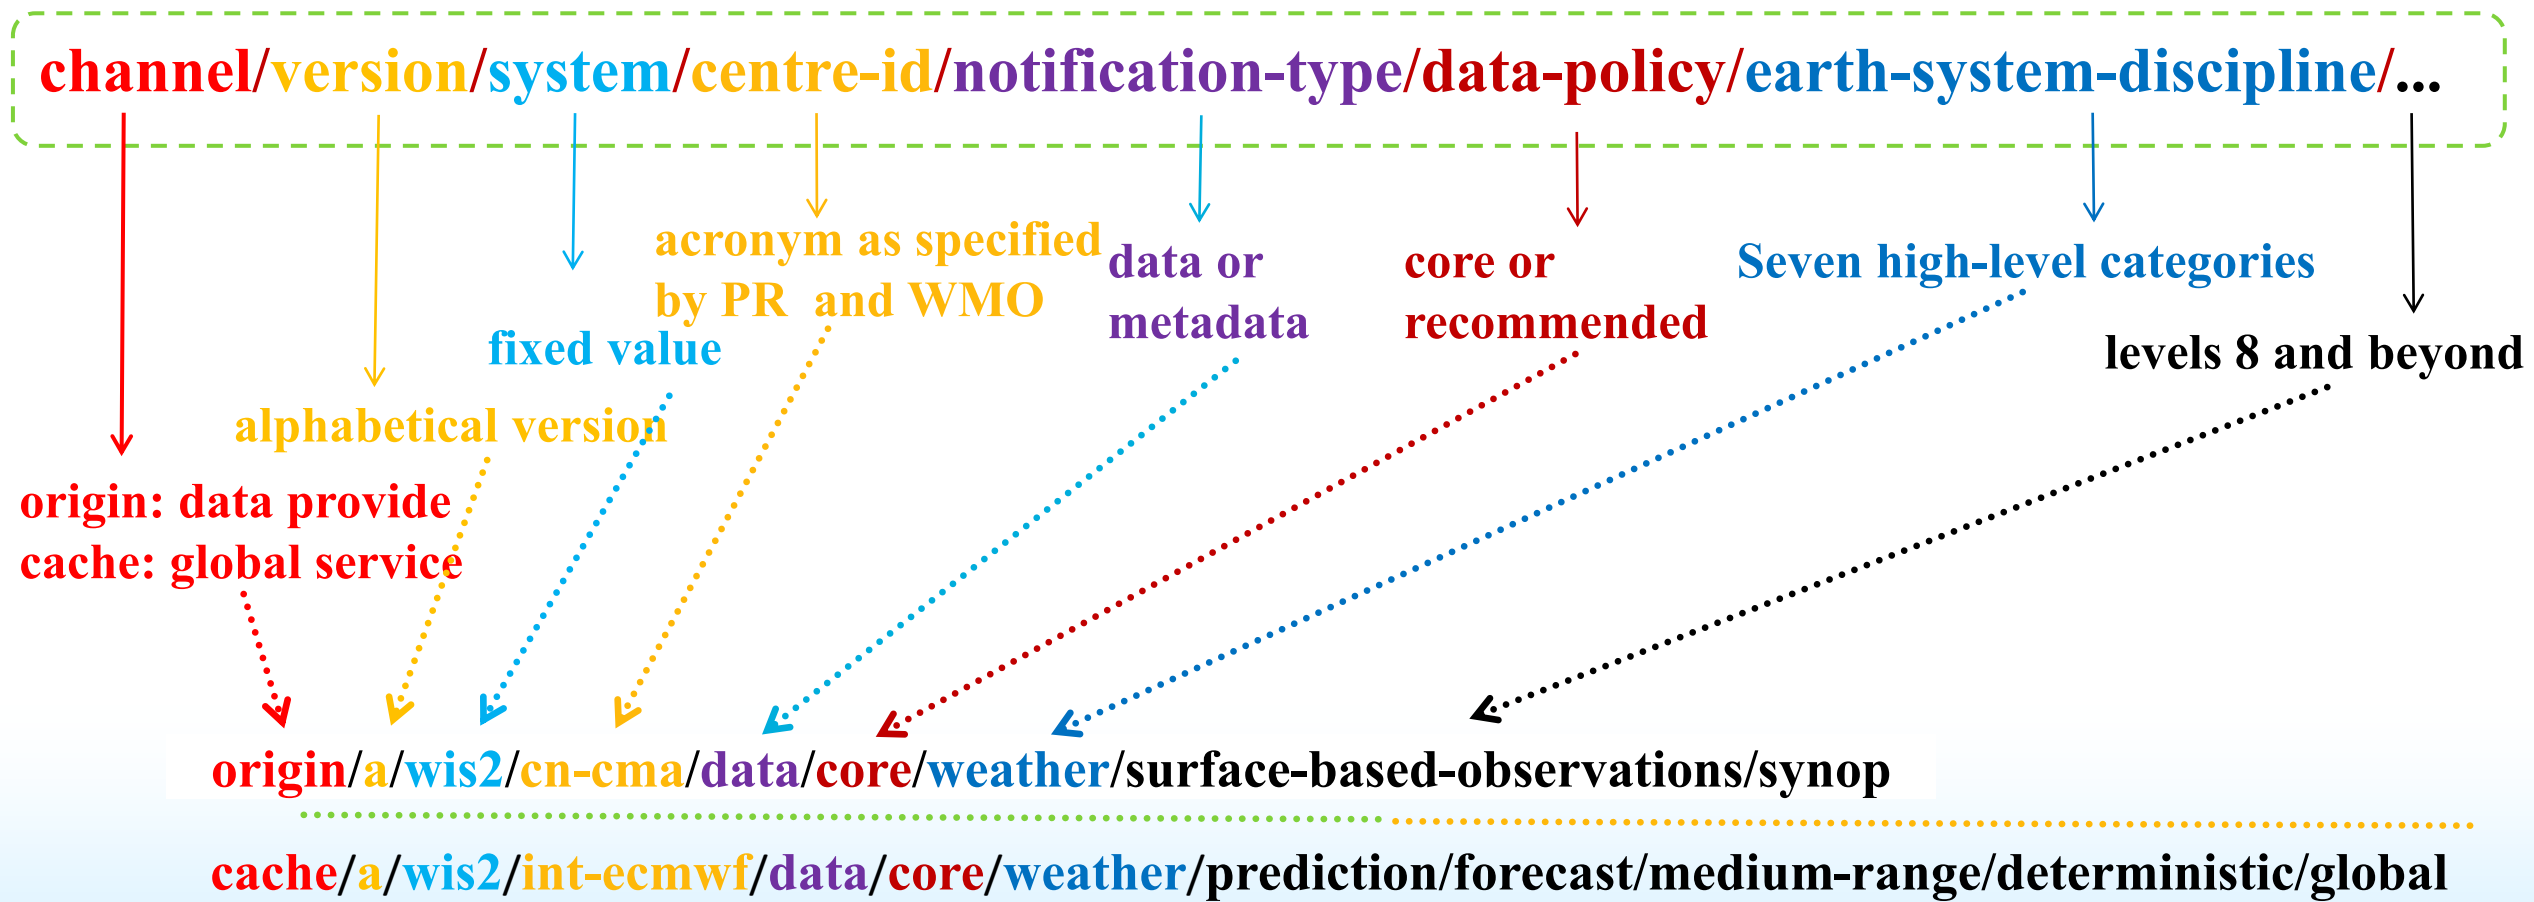 channel/version/system/centre-id/notification-type/data-policy/earth-system-discipline/...
acronym as specified
by PR and WMO
data or
metadata
core or
recommended
Seven high-level categories
fixed value
levels 8 and beyond
alphabetical version
origin: data provide
cache: global service
origin/a/wis2/cn-cma/data/core/weather/surface-based-observations/synop
cache/a/wis2/int-ecmwf/data/core/weather/prediction/forecast/medium-range/deterministic/global